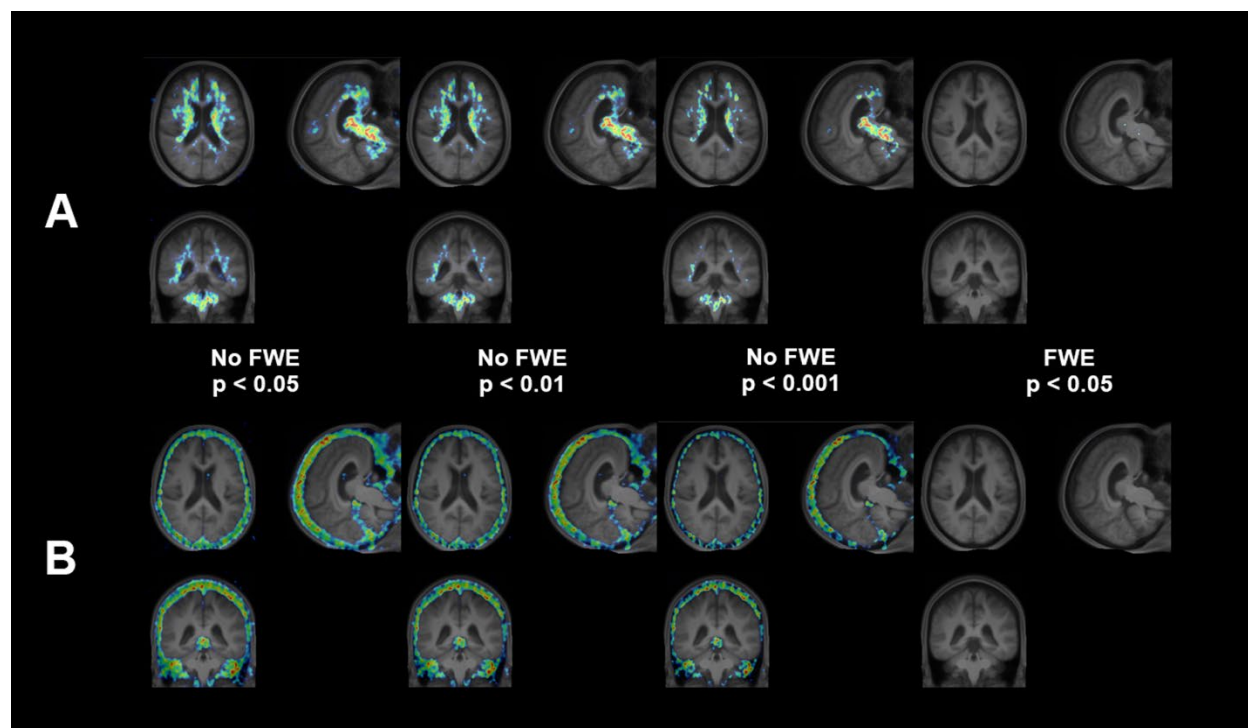 A
No FWE
p < 0.05
No FWE
p < 0.01
No FWE
p < 0.001
FWE
p < 0.05
B